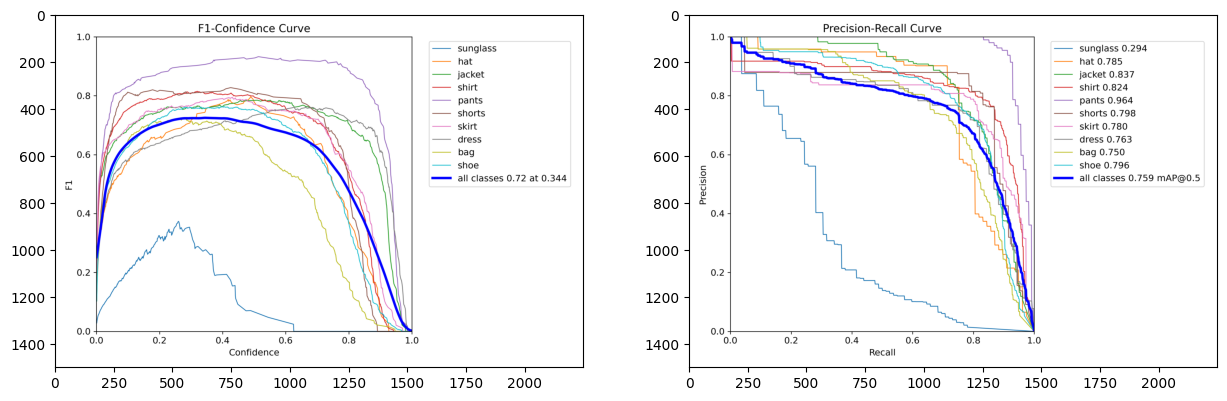 F1-Confidence Curve
0
200
400
600
800
1000
1200
1400
0
250
500
750
1000
1250
1500
1750
2000
1.0
0.8
0.6
0.4
0.2
0.0
F1
0.0
0.2
0.4
0.6
0.8
1.0
Confidence
sunglass
hat
jacket
shirt
pants
shorts
skirt
dress
bag
shoe
all classes 0.72 at 0.344
Precision-Recall Curve
0
200
400
600
800
1000
1200
1400
0
250
500
750
1000
1250
1500
1750
2000
1.0
0.8
0.6
0.4
0.2
0.0
Precision
0.0
0.2
0.4
0.6
0.8
1.0
Recall
sunglass 0.294
hat 0.785
jacket 0.837
shirt 0.824
pants 0.964
shorts 0.798
skirt 0.780
dress 0.763
bag 0.750
shoe 0.796
all classes 0.759 mAP@0.5